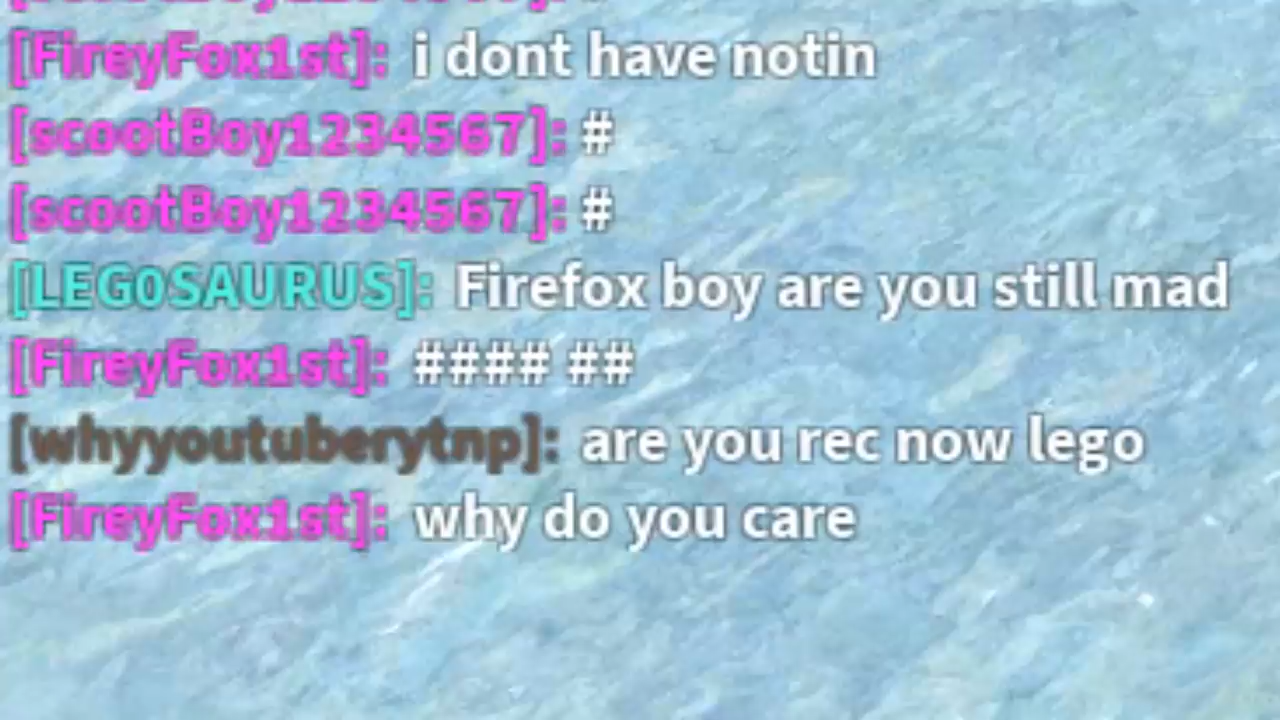 [FireyFox1st]: i dont have notin
[scootBoy1234567]: #
[scootBoy1234567]: #
[LEG0SAURUS]: Firefox boy are you still mad
[FireyFox1st]: #### ##
[whyyoutuberytnp]: are you rec now lego
[FireyFox1st]: why do you care